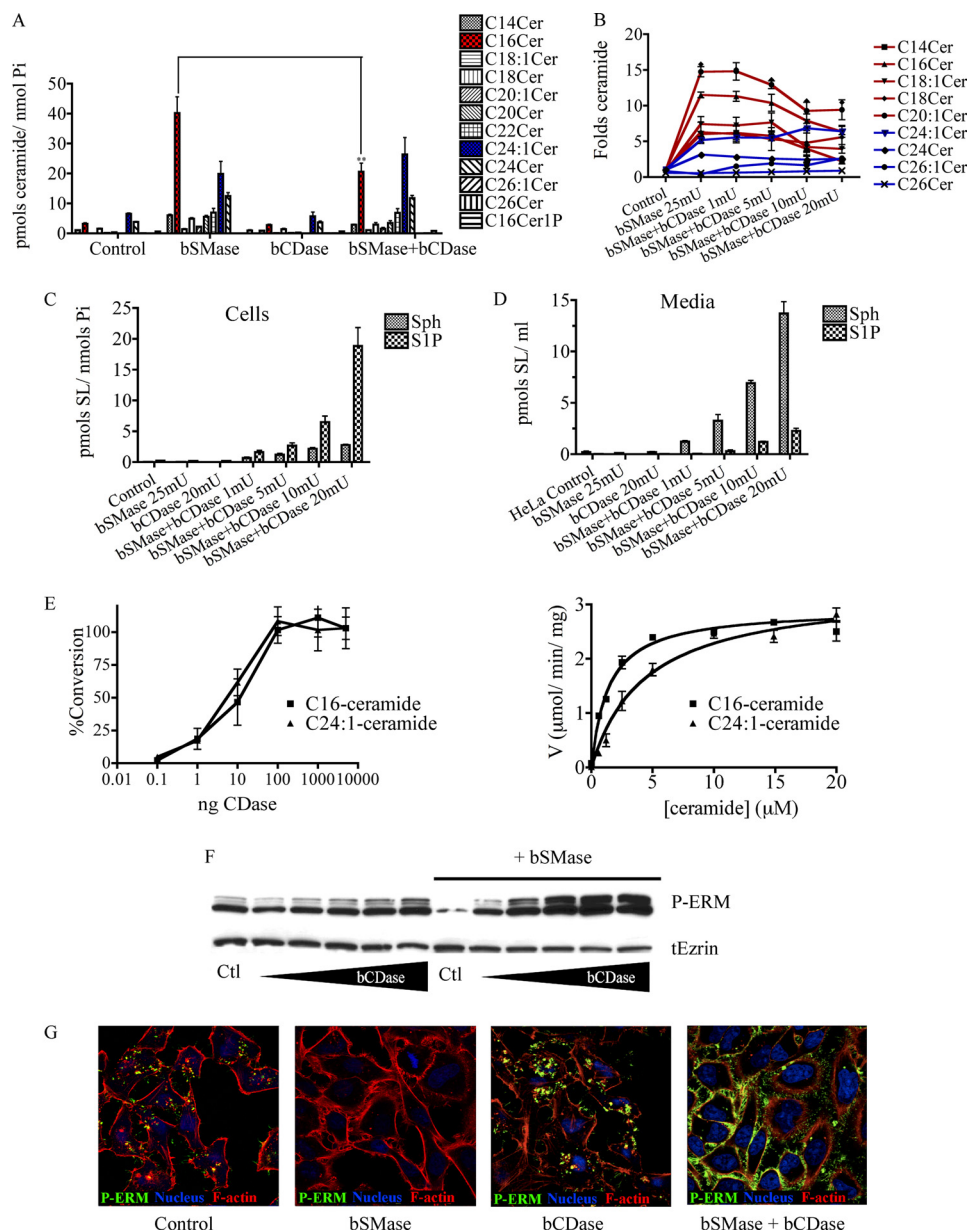 A
pmols ceramide/ nmol Pi
50
40
30
20
10
0
**
Control
bSMase
bCDase
bSMase+bCDase
C14Cer
C16Cer
C18:1Cer
C18Cer
C20:1Cer
C20Cer
C22Cer
C24:1Cer
C24Cer
C26:1Cer
C26Cer
C16Cer1P
B
Folds ceramide
20
15
10
5
0
Control
bSMase 25mU
bSMase+bCDase 1mU
bSMase+bCDase 5mU
bSMase+bCDase 10mU
bSMase+bCDase 20mU
C14Cer
C16Cer
C18:1Cer
C18Cer
C20:1Cer
C24:1Cer
C24Cer
C26:1Cer
C26Cer
C
Cells
pmols SL/ nmols Pi
25
20
15
10
5
0
Sph
S1P
Control
bSMase 25mU
bCDase 20mU
bSMase+bCDase 1mU
bSMase+bCDase 5mU
bSMase+bCDase 10mU
bSMase+bCDase 20mU
D
Media
pmols SL/ ml
15
10
5
0
Sph
S1P
HeLa Control
bSMase 25mU
bCDase 20mU
bSMase+bCDase 1mU
bSMase+bCDase 5mU
bSMase+bCDase 10mU
bSMase+bCDase 20mU
E
%Conversion
100
75
50
25
0
0.01
0.1
1
10
100
1000
10000
ng CDase
C16-ceramide
C24:1-ceramide
V (µmol/ min/ mg)
3
2
1
0
0
5
10
15
20
[ceramide] (µM)
C16-ceramide
C24:1-ceramide
F
+ bSMase
P-ERM
tEzrin
Ctl
bCDase
Ctl
bCDase
G
P-ERM Nucleus F-actin
P-ERM Nucleus F-actin
P-ERM Nucleus F-actin
P-ERM Nucleus F-actin
Control
bSMase
bCDase
bSMase + bCDase